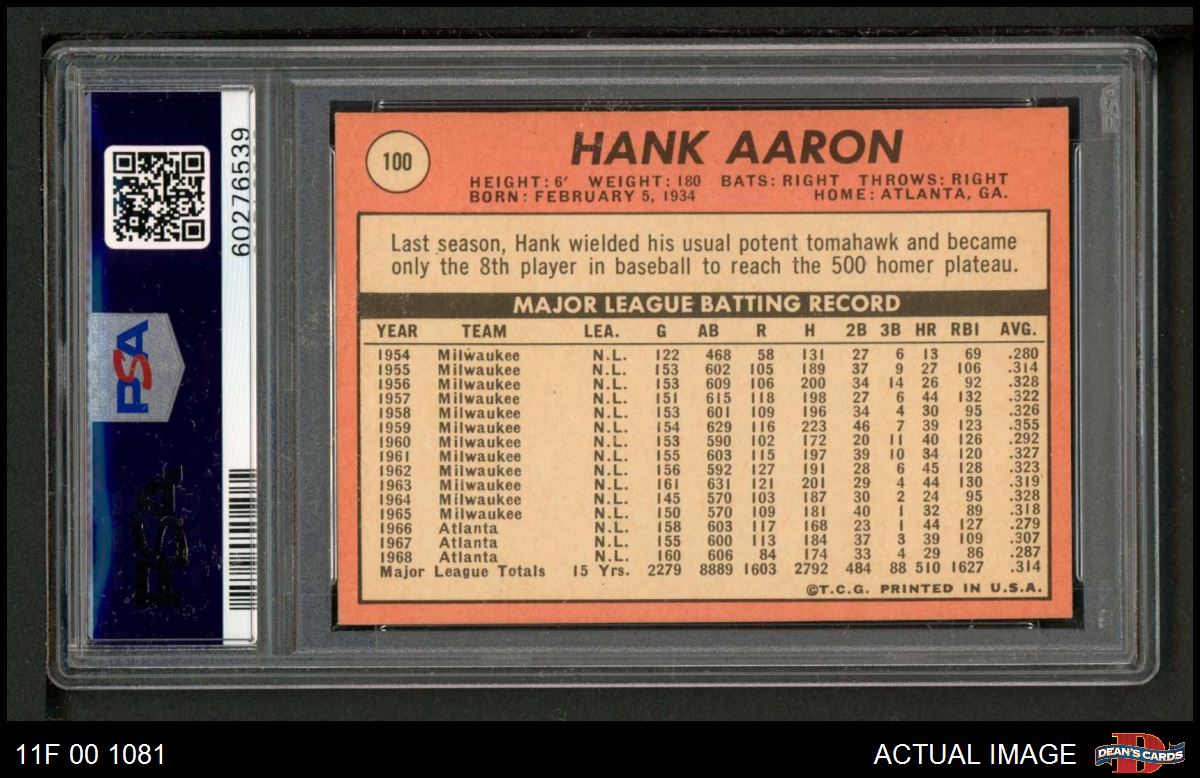 60276539
PSA
PSA
100
HANK AARON
HEIGHT: 6' WEIGHT: 180 BATS: RIGHT THROWS: RIGHT
BORN: FEBRUARY 5, 1934 HOME: ATLANTA, GA.
Last season, Hank wielded his usual potent tomahawk and became
only the 8th player in baseball to reach the 500 homer plateau.
MAJOR LEAGUE BATTING RECORD
YEAR TEAM LEA. G AB R H 2B 3B HR RBI AVG.
1954 Milwaukee N.L. 122 468 58 131 27 6 13 69 .280
1955 Milwaukee N.L. 153 602 105 189 37 9 27 106 .314
1956 Milwaukee N.L. 153 609 106 200 34 14 26 92 .328
1957 Milwaukee N.L. 151 615 118 198 27 6 44 132 .322
1958 Milwaukee N.L. 153 601 109 196 34 4 30 95 .326
1959 Milwaukee N.L. 154 629 116 223 46 7 39 123 .355
1960 Milwaukee N.L. 153 590 102 172 20 11 40 126 .292
1961 Milwaukee N.L. 155 603 115 197 39 10 34 120 .327
1962 Milwaukee N.L. 156 592 127 191 28 6 45 128 .323
1963 Milwaukee N.L. 161 631 121 201 29 4 44 130 .319
1964 Milwaukee N.L. 145 570 103 187 30 2 24 95 .328
1965 Milwaukee N.L. 150 570 109 181 40 1 32 89 .318
1966 Atlanta N.L. 158 603 117 168 23 1 44 127 .279
1967 Atlanta N.L. 155 600 113 184 37 3 39 109 .307
1968 Atlanta N.L. 160 606 84 174 33 4 29 86 .287
Major League Totals 15 Yrs. 2279 8889 1603 2792 484 88 510 1627 .314
©T.C.G. PRINTED IN U.S.A.
11F 00 1081
ACTUAL IMAGE
DEAN'S CARDS